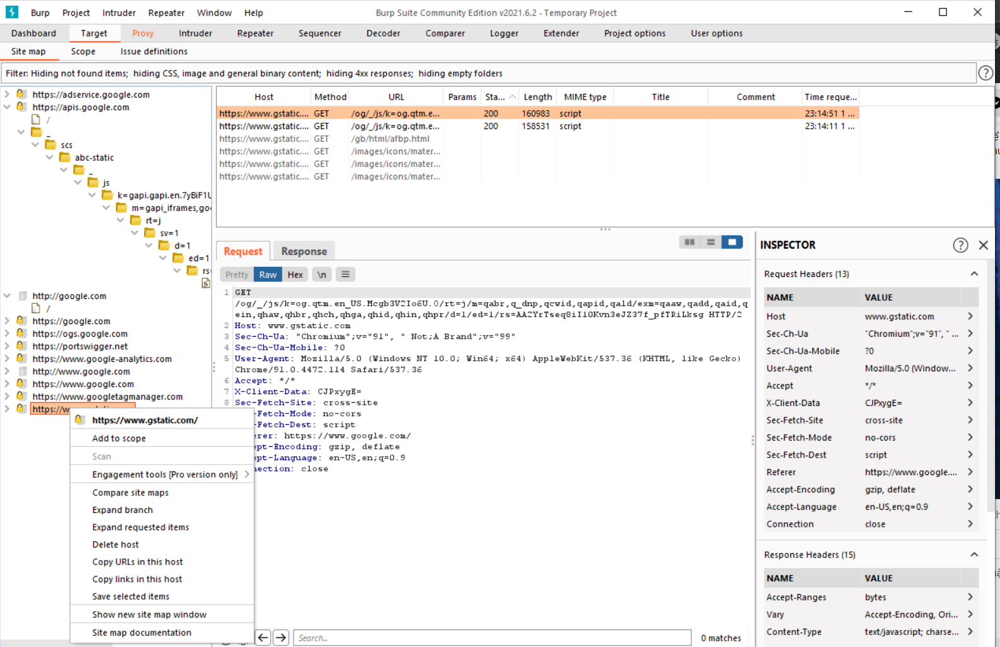 Burp Project Intruder Repeater Window Help
Burp Suite Community Edition v2021.6.2 - Temporary Project
Dashboard Target Proxy Intruder Repeater Sequencer Decoder Comparer Logger Extender Project options User options
Site map Scope Issue definitions
Filter: Hiding not found items; hiding CSS, image and general binary content; hiding 4xx responses; hiding empty folders
https://adservice.google.com
https://apis.google.com
/
_
scs
abc-static
_
js
k=gapi.gapi.en.7yBiF1U
m=gapi_iframes,goo
rt=j
sv=1
d=1
ed=1
rs=
http://google.com
/
https://google.com
https://ogs.google.com
https://portswigger.net
https://www.google-analytics.com
http://www.google.com
https://www.google.com
https://www.googletagmanager.com
https://www.gstatic.com/
Add to scope
Scan
Engagement tools [Pro version only]
Compare site maps
Expand branch
Expand requested items
Delete host
Copy URLs in this host
Copy links in this host
Save selected items
Show new site map window
Site map documentation
Host Method URL Params Sta... Length MIME type Title Comment Time reque...
https://www.gstatic.... GET /og/_/js/k=og.qtm.e... 200 160983 script 23:14:51 1 ...
https://www.gstatic.... GET /og/_/js/k=og.qtm.e... 200 158531 script 23:14:11 1 ...
https://www.gstatic.... GET /gb/html/afbp.html
https://www.gstatic.... GET /images/icons/mater...
https://www.gstatic.... GET /images/icons/mater...
https://www.gstatic.... GET /images/icons/mater...
Request Response
Pretty Raw Hex \n
1 GET
/og/_/js/k=og.qtm.en_US.Mcgb3V2Io6U.O/rt=j/m=qabr,q_dnp,qcwid,qapid,qald/exm=qaaw,qadd,qaid,q
ein,qhaw,qhbr,qhch,qhga,qhid,qhin,qhpr/d=1/ed=1/rs=AA2YrTseq8iIlOKvn3eJZ37f_pfTRiLksg HTTP/2
2 Host: www.gstatic.com
3 Sec-Ch-Ua: "Chromium";v="91", " Not;A Brand";v="99"
4 Sec-Ch-Ua-Mobile: ?0
5 User-Agent: Mozilla/5.0 (Windows NT 10.0; Win64; x64) AppleWebKit/537.36 (KHTML, like Gecko)
Chrome/91.0.4472.114 Safari/537.36
6 Accept: */*
7 X-Client-Data: CJPxygE=
8 Sec-Fetch-Site: cross-site
-Fetch-Mode: no-cors
-Fetch-Dest: script
erer: https://www.google.com/
ept-Encoding: gzip, deflate
ept-Language: en-US,en;q=0.9
nection: close
Search...
0 matches
INSPECTOR
Request Headers (13)
NAME VALUE
Host www.gstatic.com
Sec-Ch-Ua "Chromium";v="91", " ...
Sec-Ch-Ua-Mobile ?0
User-Agent Mozilla/5.0 (Window...
Accept */*
X-Client-Data CJPxygE=
Sec-Fetch-Site cross-site
Sec-Fetch-Mode no-cors
Sec-Fetch-Dest script
Referer https://www.google....
Accept-Encoding gzip, deflate
Accept-Language en-US,en;q=0.9
Connection close
Response Headers (15)
NAME VALUE
Accept-Ranges bytes
Vary Accept-Encoding, Ori...
Content-Type text/javascript; charse...